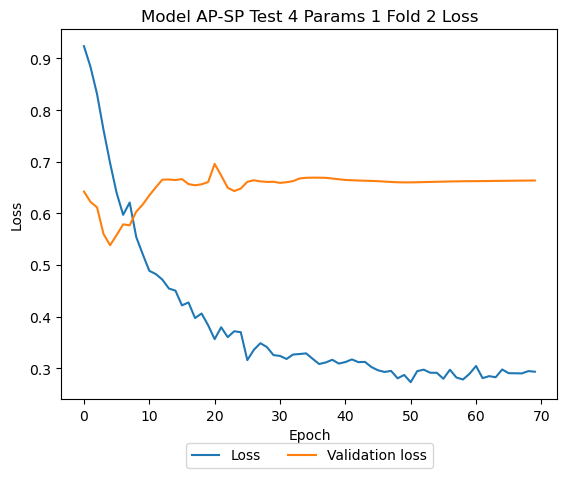 Model AP-SP Test 4 Params 1 Fold 2 Loss
0.9
0.8
0.7
0.6
0.5
0.4
0.3
Loss
0 10 20 30 40 50 60 70
Epoch
Loss Validation loss